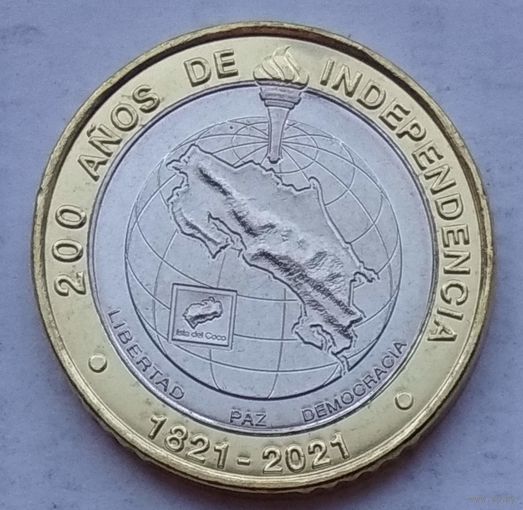 200 AÑOS DE INDEPENDENCIA
Isla del Coco
LIBERTAD PAZ DEMOCRACIA
1821-2021